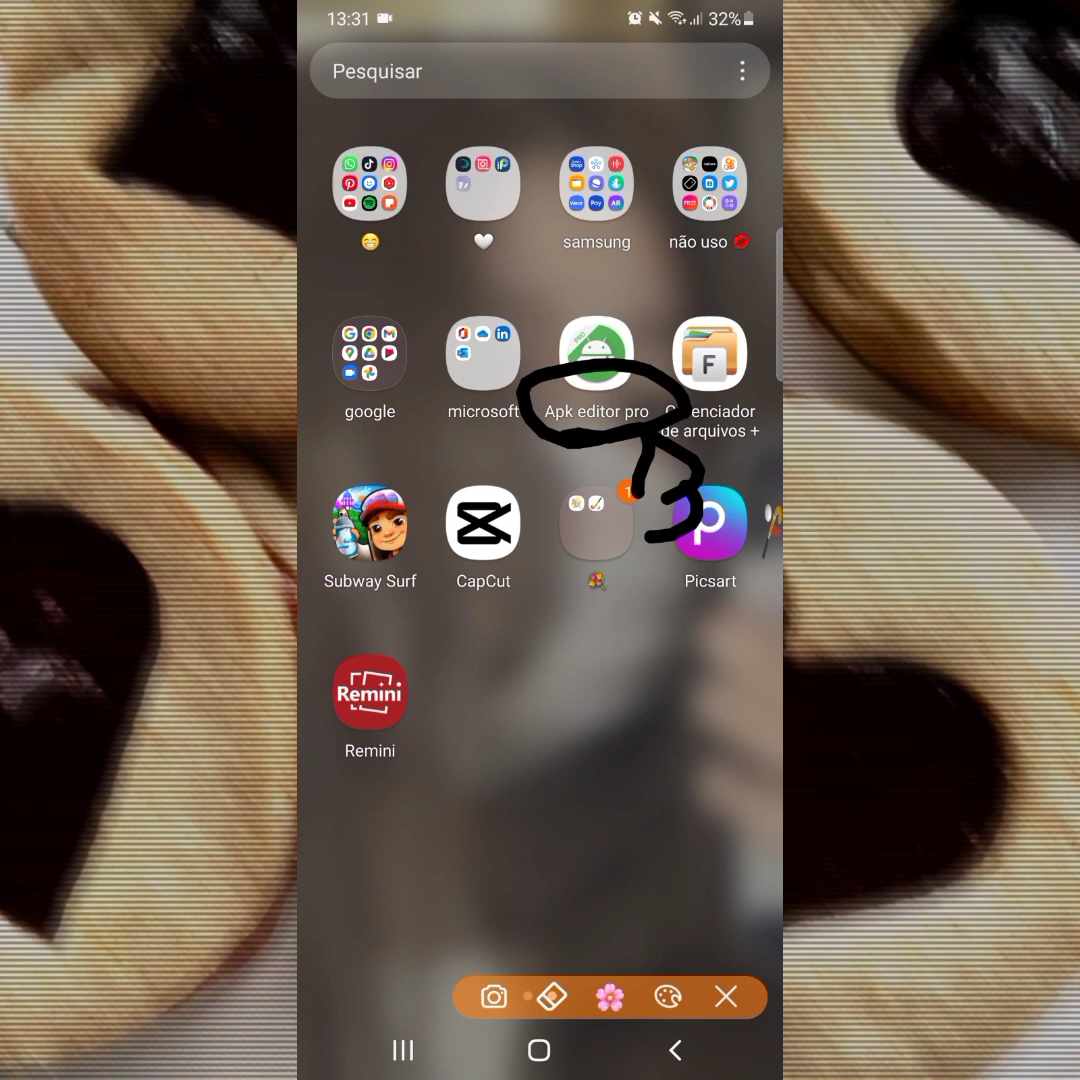 13:31 32%
Pesquisar
samsung não uso
google microsoft Apk editor pro
de arquivos +
Subway Surf CapCut Picsart
Remini
Remini